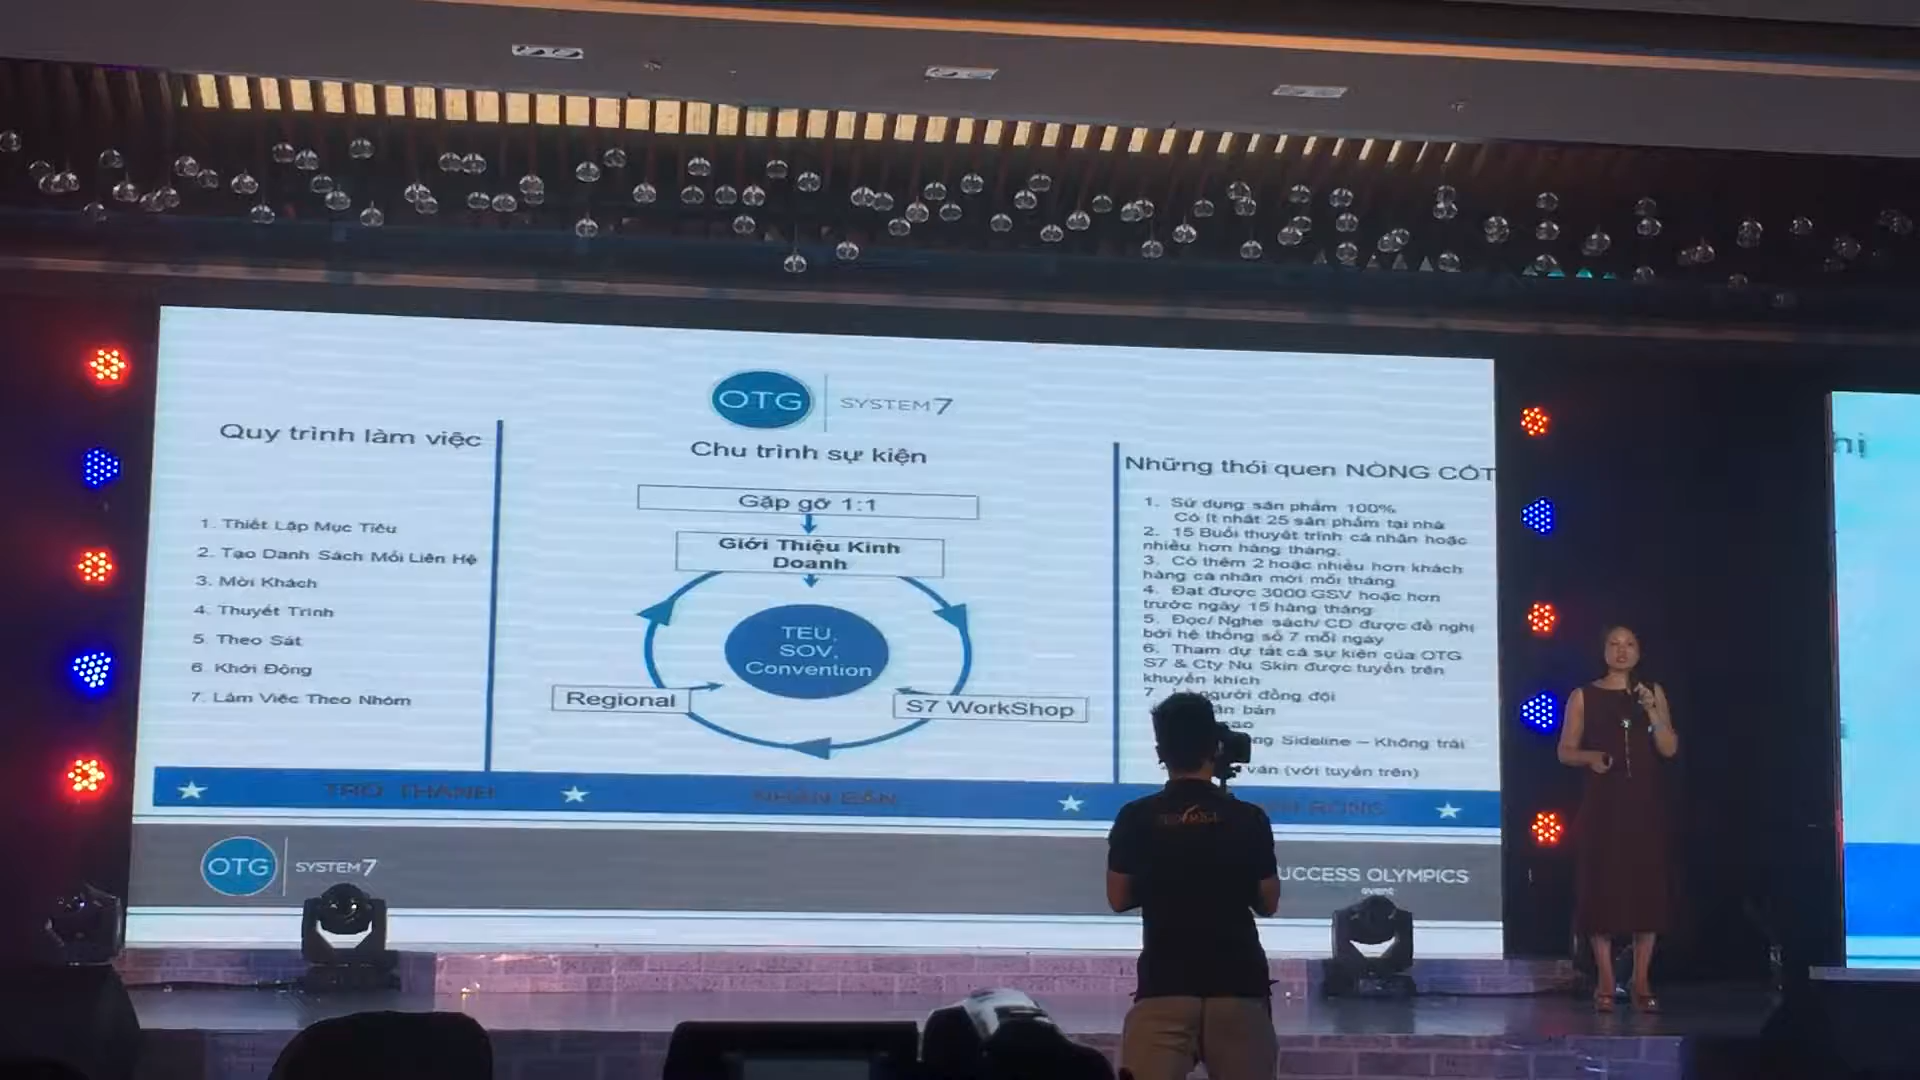 OTG SYSTEM7
Quy trình làm việc
1. Thiết Lập Mục Tiêu
2. Tạo Danh Sách Mối Liên Hệ
3. Mời Khách
4. Thuyết Trình
5. Theo Sát
6. Khởi Động
7. Làm Việc Theo Nhóm
Chu trình sự kiện
Gặp gỡ 1:1
Giới Thiệu Kinh
Doanh
TEU,
SOV,
Convention
Regional
S7 WorkShop
Những thói quen NÒNG CỐT
1. Sử dụng sản phẩm 100%
Có ít nhất 25 sản phẩm tại nhà
2. 15 Buổi thuyết trình cá nhân hoặc
nhiều hơn hàng tháng.
3. Có thêm 2 hoặc nhiều hơn khách
hàng cá nhân mới mỗi tháng
4. Đạt được 3000 GSV hoặc hơn
trước ngày 15 hàng tháng
5. Đọc/ Nghe sách/ CD được đề nghị
bởi hệ thống số 7 mỗi ngày
6. Tham dự tất cả sự kiện của OTG
S7 & Cty Nu Skin được tuyến trên
khuyến khích
7. người đồng đội
bản
sao
Sideline – Không trái
vấn (với tuyến trên)
NHÂN BẢN
OTG SYSTEM7
UCCESS OLYMPICS
event